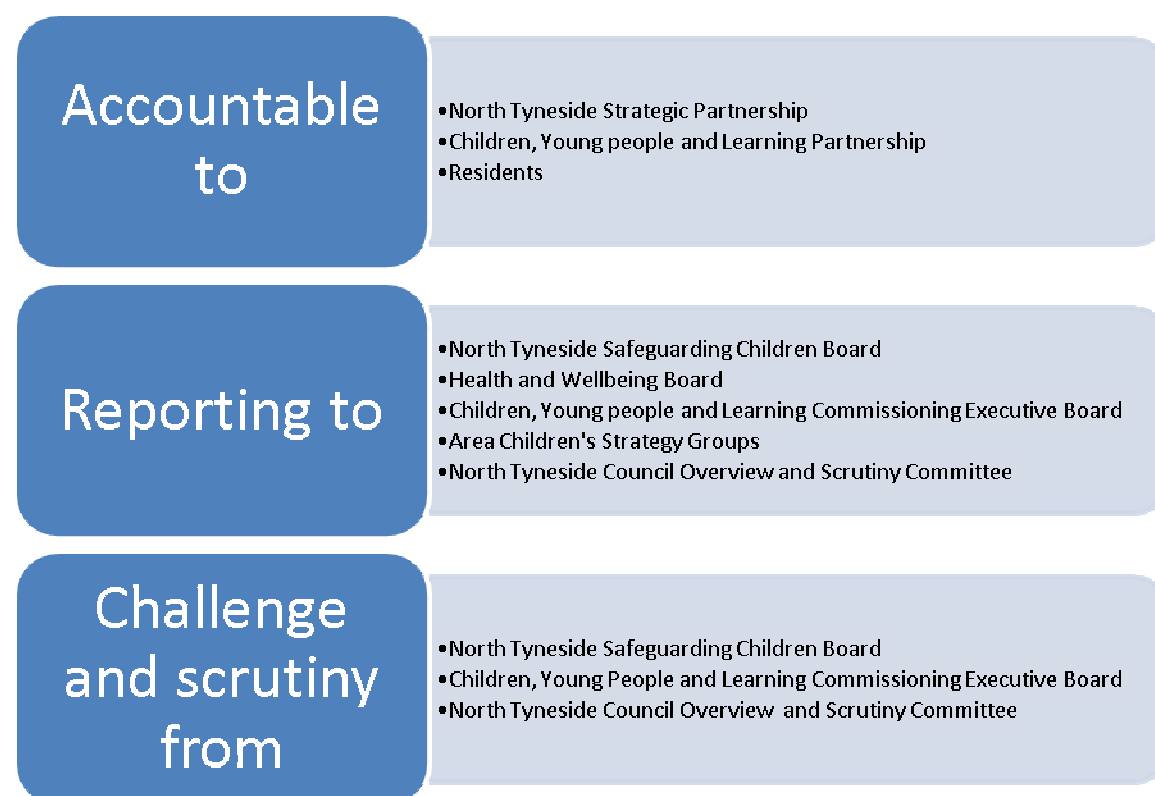 Accountable
to
•North Tyneside Strategic Partnership
•Children, Young people and Learning Partnership
•Residents
Reporting to
•North Tyneside Safeguarding Children Board
•Health and Wellbeing Board
•Children, Young people and Learning Commissioning Executive Board
•Area Children's Strategy Groups
•North Tyneside Council Overview and Scrutiny Committee
Challenge
and scrutiny
from
•North Tyneside Safeguarding Children Board
•Children, Young People and Learning Commissioning Executive Board
•North Tyneside Council Overview and Scrutiny Committee